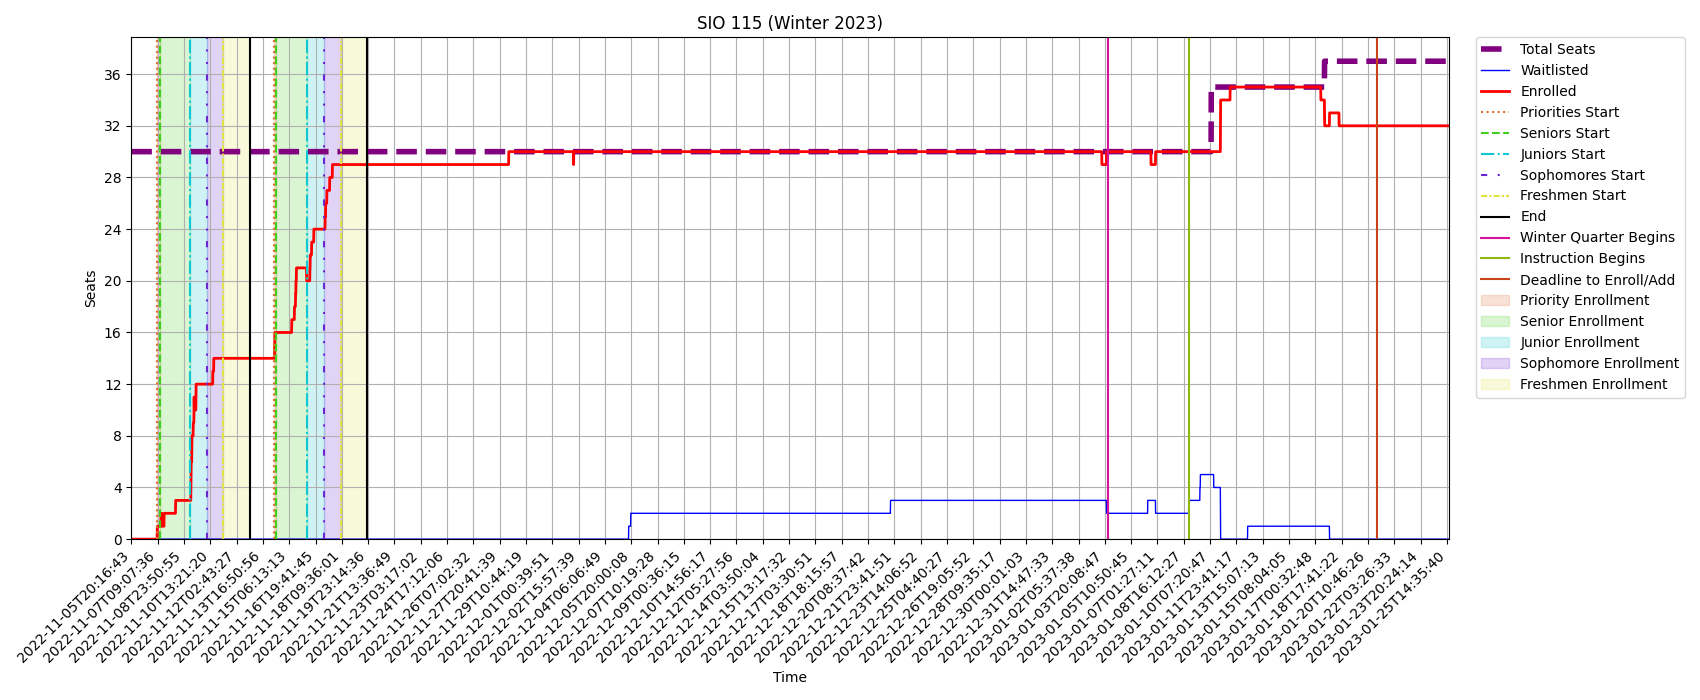 SIO 115 (Winter 2023)
Seats
36
32
28
24
20
16
12
8
4
0
2022-11-05T20:16:43
2022-11-07T09:07:36
2022-11-08T23:50:55
2022-11-10T13:21:20
2022-11-12T02:43:27
2022-11-13T16:50:56
2022-11-15T06:13:13
2022-11-16T19:41:45
2022-11-18T09:36:01
2022-11-19T23:14:36
2022-11-21T13:36:49
2022-11-23T03:17:02
2022-11-24T17:12:06
2022-11-26T07:02:32
2022-11-27T20:41:39
2022-11-29T10:44:19
2022-12-01T00:39:51
2022-12-02T15:57:39
2022-12-04T06:06:49
2022-12-05T20:00:08
2022-12-07T10:19:28
2022-12-09T00:36:15
2022-12-10T14:56:17
2022-12-12T05:27:56
2022-12-14T03:50:04
2022-12-15T13:17:32
2022-12-17T03:30:51
2022-12-18T18:15:57
2022-12-20T08:37:42
2022-12-21T23:41:51
2022-12-23T14:06:52
2022-12-25T04:40:27
2022-12-26T19:05:52
2022-12-28T09:35:17
2022-12-30T00:01:03
2022-12-31T14:47:33
2023-01-02T05:37:38
2023-01-03T20:08:47
2023-01-05T10:50:45
2023-01-07T01:27:11
2023-01-08T16:12:27
2023-01-10T07:20:47
2023-01-11T23:41:17
2023-01-13T15:07:13
2023-01-15T08:04:05
2023-01-17T00:32:48
2023-01-18T17:41:22
2023-01-20T10:46:26
2023-01-22T03:26:33
2023-01-23T20:24:14
2023-01-25T14:35:40
Time
Total Seats
Waitlisted
Enrolled
Priorities Start
Seniors Start
Juniors Start
Sophomores Start
Freshmen Start
End
Winter Quarter Begins
Instruction Begins
Deadline to Enroll/Add
Priority Enrollment
Senior Enrollment
Junior Enrollment
Sophomore Enrollment
Freshmen Enrollment